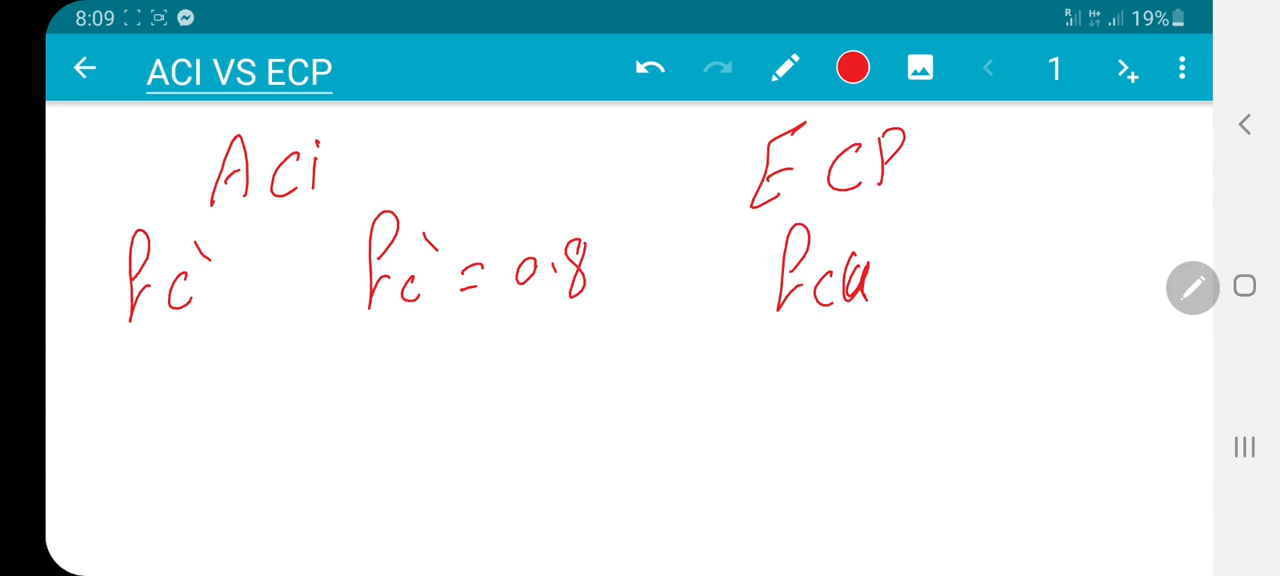 8:09 R H+ 19%
ACI VS ECP 1
ACi ECP
fc` fc` = 0.8 fcu